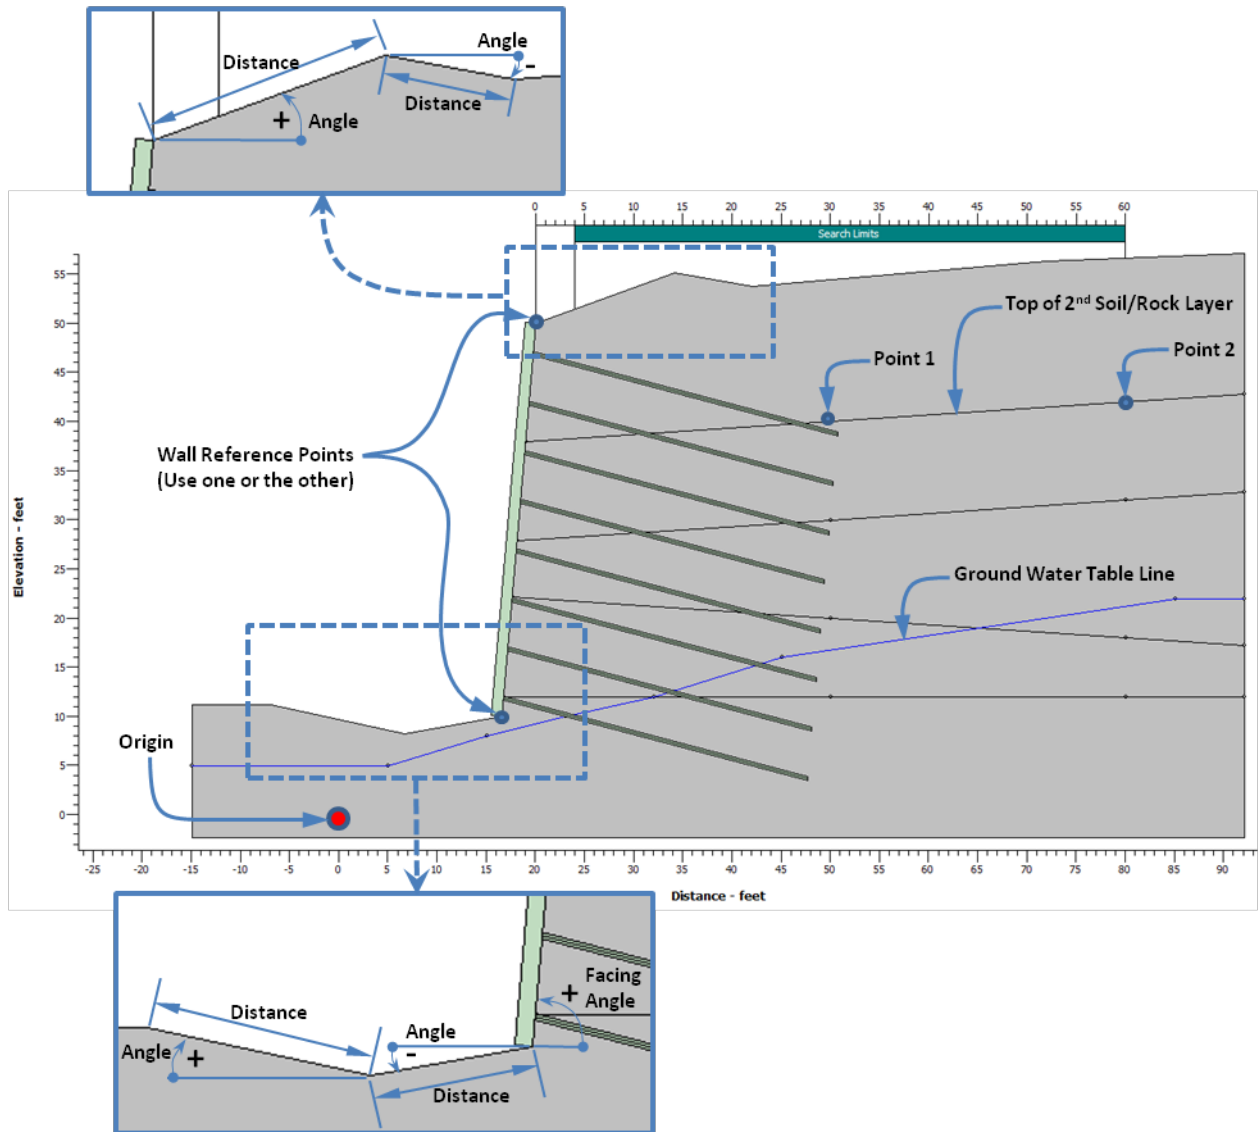 Distance
Angle
-
Distance
+
Angle
0 5 10 15 20 25 30 35 40 45 50 55 60
Search Limits
55
50
45
40
35
30
25
20
15
10
5
0
Elevation - feet
Top of 2nd Soil/Rock Layer
Point 1
Point 2
Wall Reference Points
(Use one or the other)
Ground Water Table Line
Origin
-25 -20 -15 -10 -5 0 5 10 15 20 25 30 35 40 45 50 55 60 65 70 75 80 85 90
Distance - feet
Distance
Angle
+
Angle
-
Distance
+
Facing
Angle